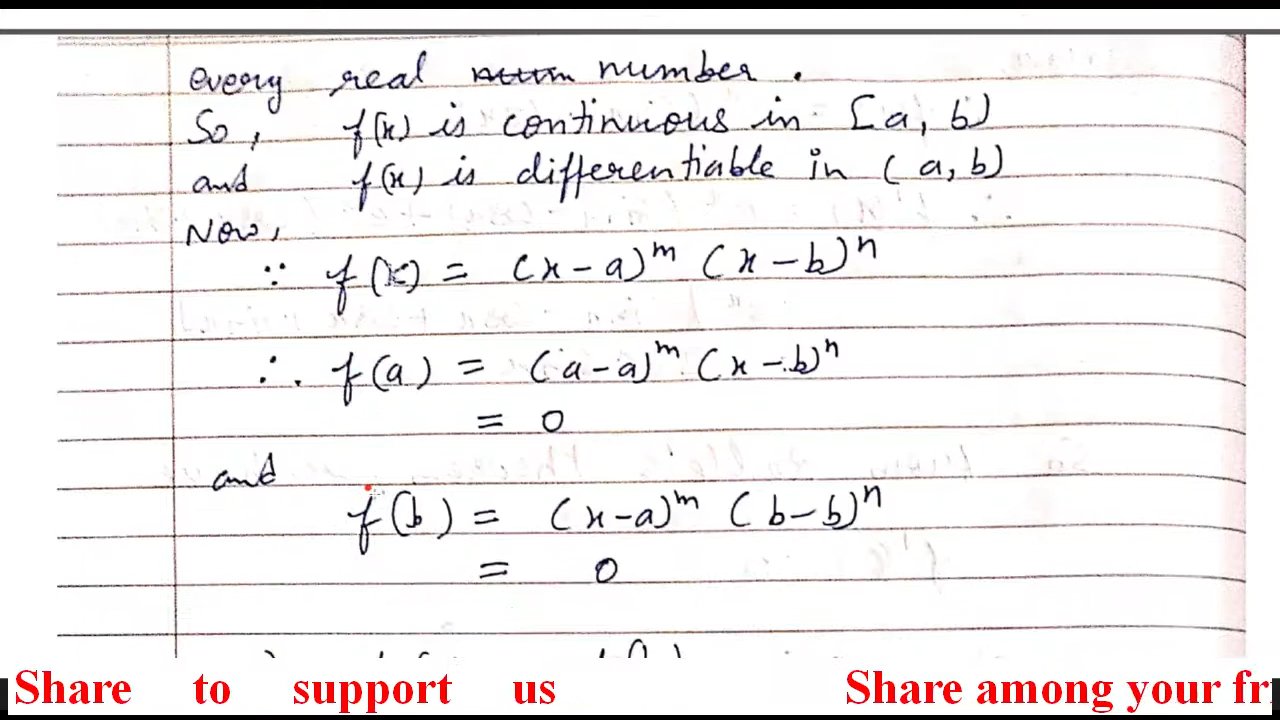 every real number.
So, f(x) is continuous in [a, b)
and f(x) is differentiable in (a, b)
Now,
∵ f(x) = (x-a)^m (x-b)^n
∴ f(a) = (a-a)^m (x-b)^n
= 0
and
f(b) = (x-a)^m (b-b)^n
= 0
Share to support us Share among your fri